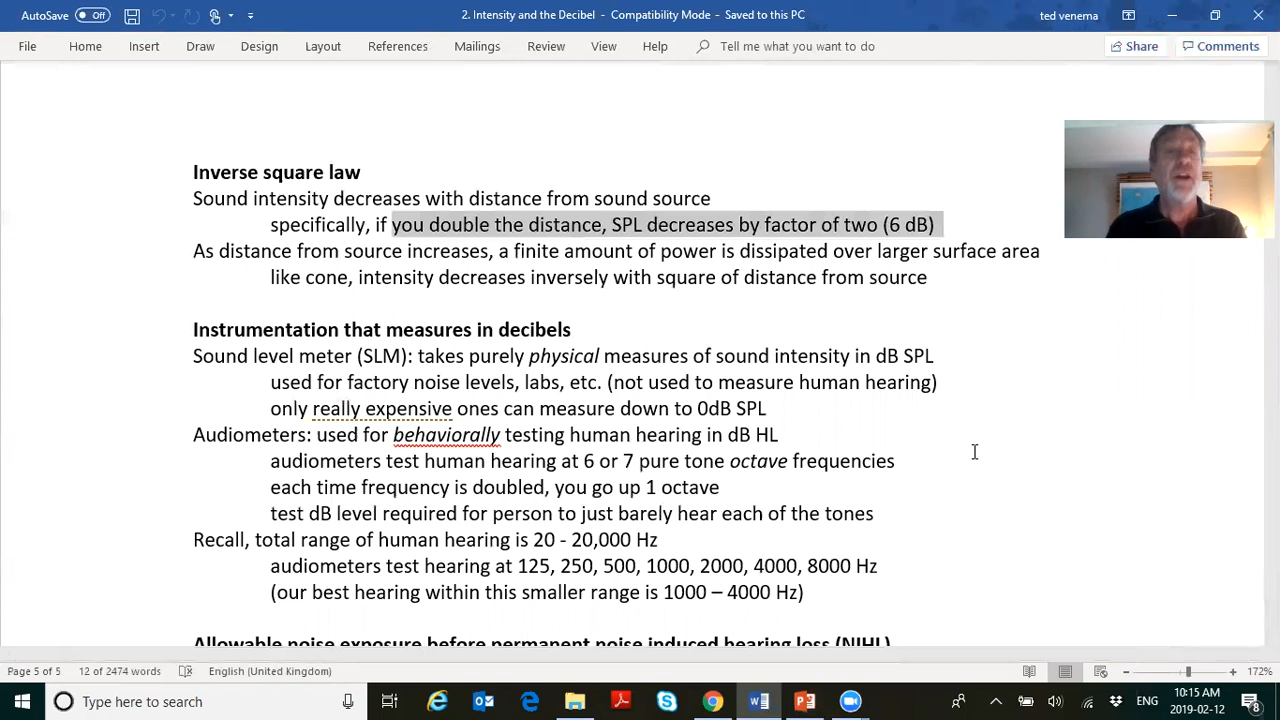 AutoSave Off
2. Intensity and the Decibel - Compatibility Mode - Saved to this PC
ted venema
File Home Insert Draw Design Layout References Mailings Review View Help Tell me what you want to do Share Comments
Inverse square law
Sound intensity decreases with distance from sound source
specifically, if you double the distance, SPL decreases by factor of two (6 dB)
As distance from source increases, a finite amount of power is dissipated over larger surface area
like cone, intensity decreases inversely with square of distance from source
Instrumentation that measures in decibels
Sound level meter (SLM): takes purely physical measures of sound intensity in dB SPL
used for factory noise levels, labs, etc. (not used to measure human hearing)
only really expensive ones can measure down to 0dB SPL
Audiometers: used for behaviorally testing human hearing in dB HL
audiometers test human hearing at 6 or 7 pure tone octave frequencies
each time frequency is doubled, you go up 1 octave
test dB level required for person to just barely hear each of the tones
Recall, total range of human hearing is 20 - 20,000 Hz
audiometers test hearing at 125, 250, 500, 1000, 2000, 4000, 8000 Hz
(our best hearing within this smaller range is 1000 – 4000 Hz)
Allowable noise exposure before permanent noise induced hearing loss (NIHL)
Page 5 of 5 12 of 2474 words English (United Kingdom) 172%
Type here to search
ENG
10:15 AM
2019-02-12
8